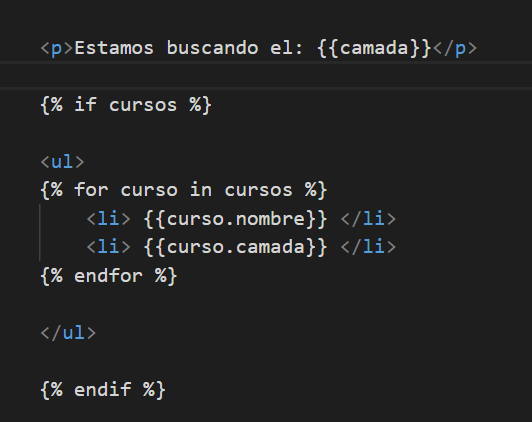 <p>Estamos buscando el: {{camada}}</p>
{% if cursos %}
<ul>
{% for curso in cursos %}
<li> {{curso.nombre}} </li>
<li> {{curso.camada}} </li>
{% endfor %}
</ul>
{% endif %}